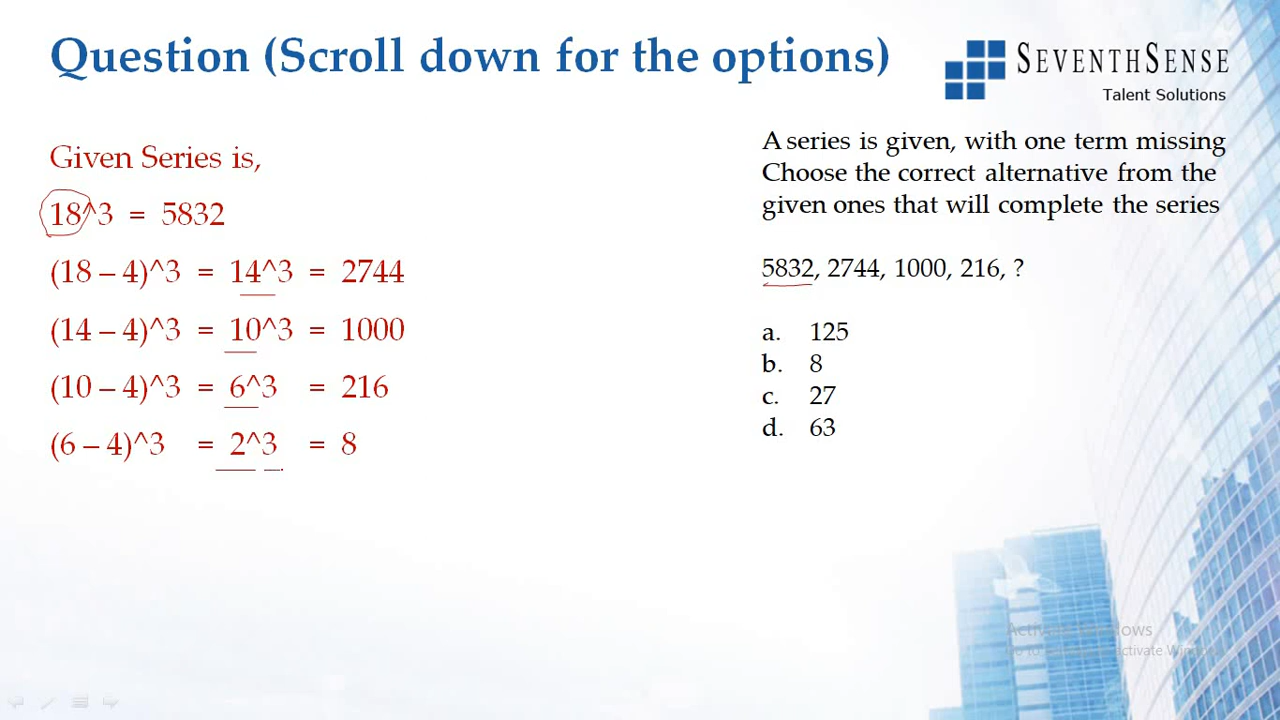 Question (Scroll down for the options)
SEVENTHSENSE
Talent Solutions
Given Series is,
18^3 = 5832
(18 – 4)^3 = 14^3 = 2744
(14 – 4)^3 = 10^3 = 1000
(10 – 4)^3 = 6^3 = 216
(6 – 4)^3 = 2^3 = 8
A series is given, with one term missing
Choose the correct alternative from the
given ones that will complete the series
5832, 2744, 1000, 216, ?
a. 125
b. 8
c. 27
d. 63